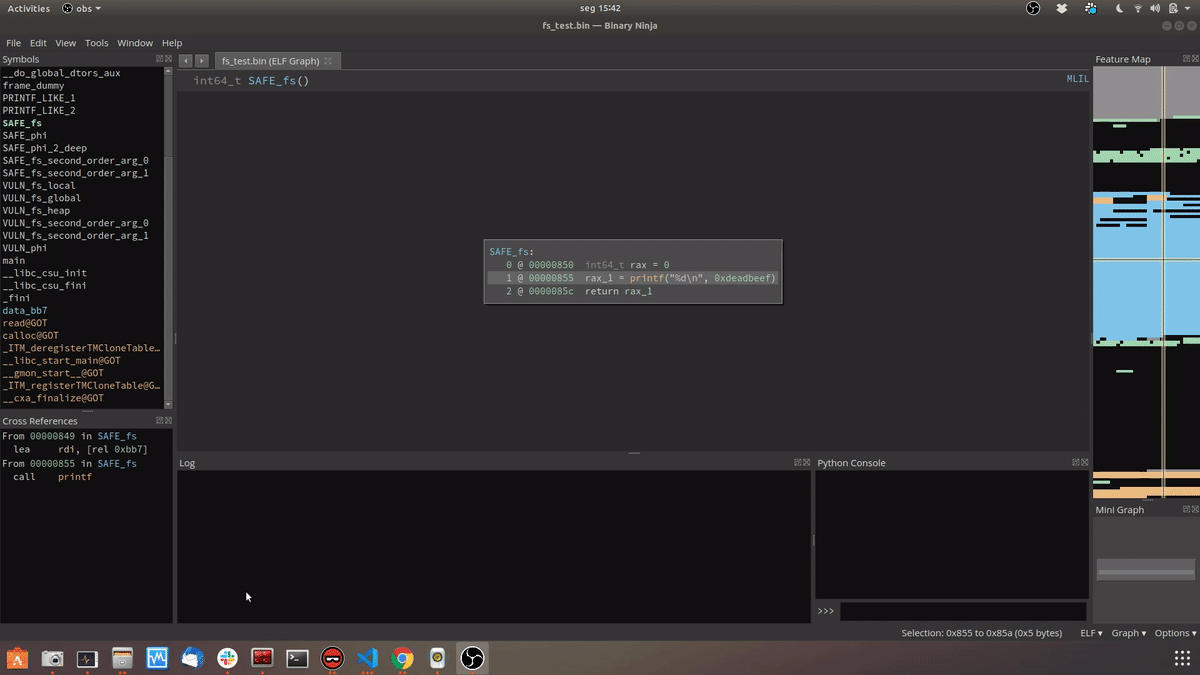 Activities obs seg 15:42
fs_test.bin — Binary Ninja
File Edit View Tools Window Help
Symbols
__do_global_dtors_aux
frame_dummy
PRINTF_LIKE_1
PRINTF_LIKE_2
SAFE_fs
SAFE_phi
SAFE_phi_2_deep
SAFE_fs_second_order_arg_0
SAFE_fs_second_order_arg_1
VULN_fs_local
VULN_fs_global
VULN_fs_heap
VULN_fs_second_order_arg_0
VULN_fs_second_order_arg_1
VULN_phi
main
__libc_csu_init
__libc_csu_fini
_fini
data_bb7
read@GOT
calloc@GOT
_ITM_deregisterTMCloneTable…
__libc_start_main@GOT
__gmon_start__@GOT
_ITM_registerTMCloneTable@G…
__cxa_finalize@GOT
Cross References
From 00000849 in SAFE_fs
lea rdi, [rel 0xbb7]
From 00000855 in SAFE_fs
call printf
fs_test.bin (ELF Graph)
int64_t SAFE_fs()
MLIL
SAFE_fs:
0 @ 00000850 int64_t rax = 0
1 @ 00000855 rax_1 = printf("%d\n", 0xdeadbeef)
2 @ 0000085c return rax_1
Log
Python Console
>>>
Feature Map
Mini Graph
Selection: 0x855 to 0x85a (0x5 bytes) ELF Graph Options